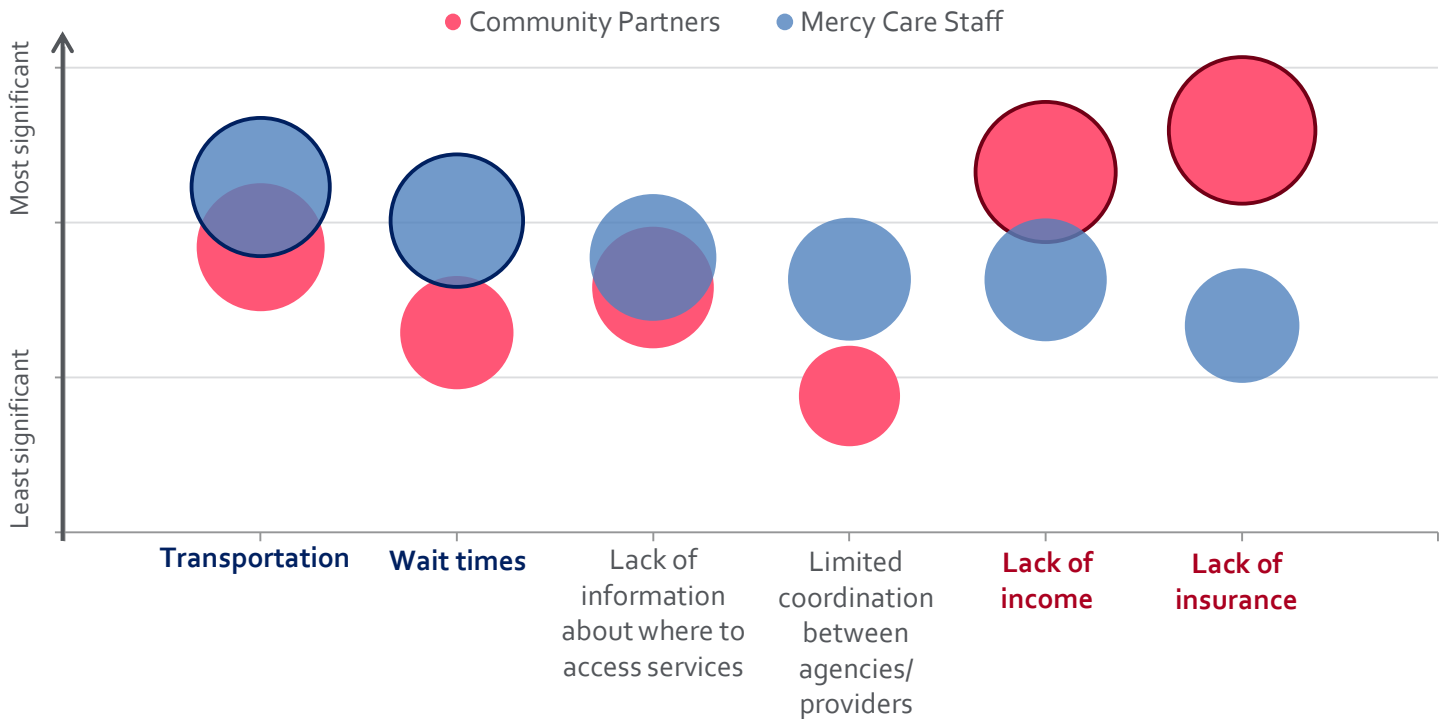 Community Partners
Mercy Care Staff
Most significant
Least significant
Transportation
Wait times
Lack of
information
about where to
access services
Limited
coordination
between
agencies/
providers
Lack of
income
Lack of
insurance